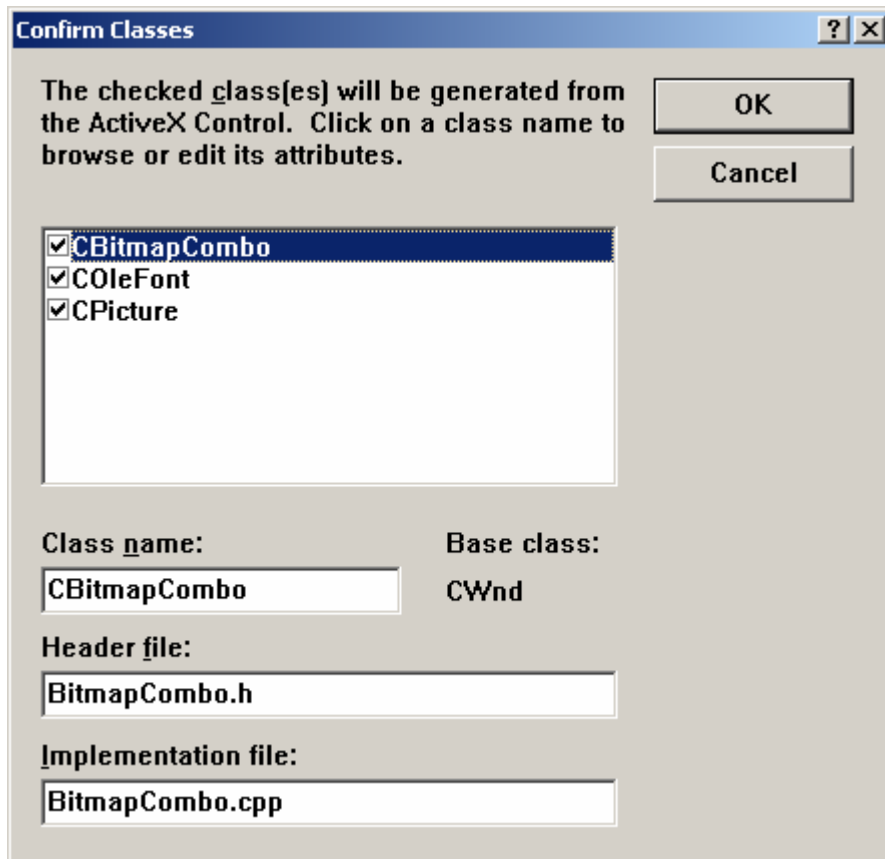 Confirm Classes
The checked class(es) will be generated from
the ActiveX Control.  Click on a class name to
browse or edit its attributes.
OK
Cancel
CBitmapCombo
COleFont
CPicture
Class name:
Base class:
CBitmapCombo
CWnd
Header file:
BitmapCombo.h
Implementation file:
BitmapCombo.cpp